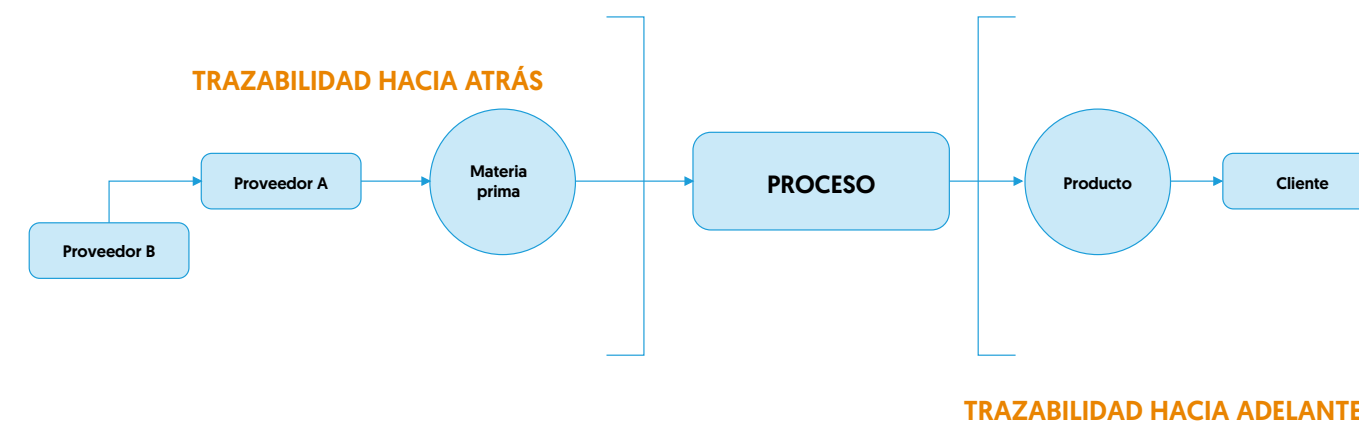 TRAZABILIDAD HACIA ATRÁS
Proveedor B
Proveedor A
Materia
prima
PROCESO
Producto
Cliente
TRAZABILIDAD HACIA ADELANTE